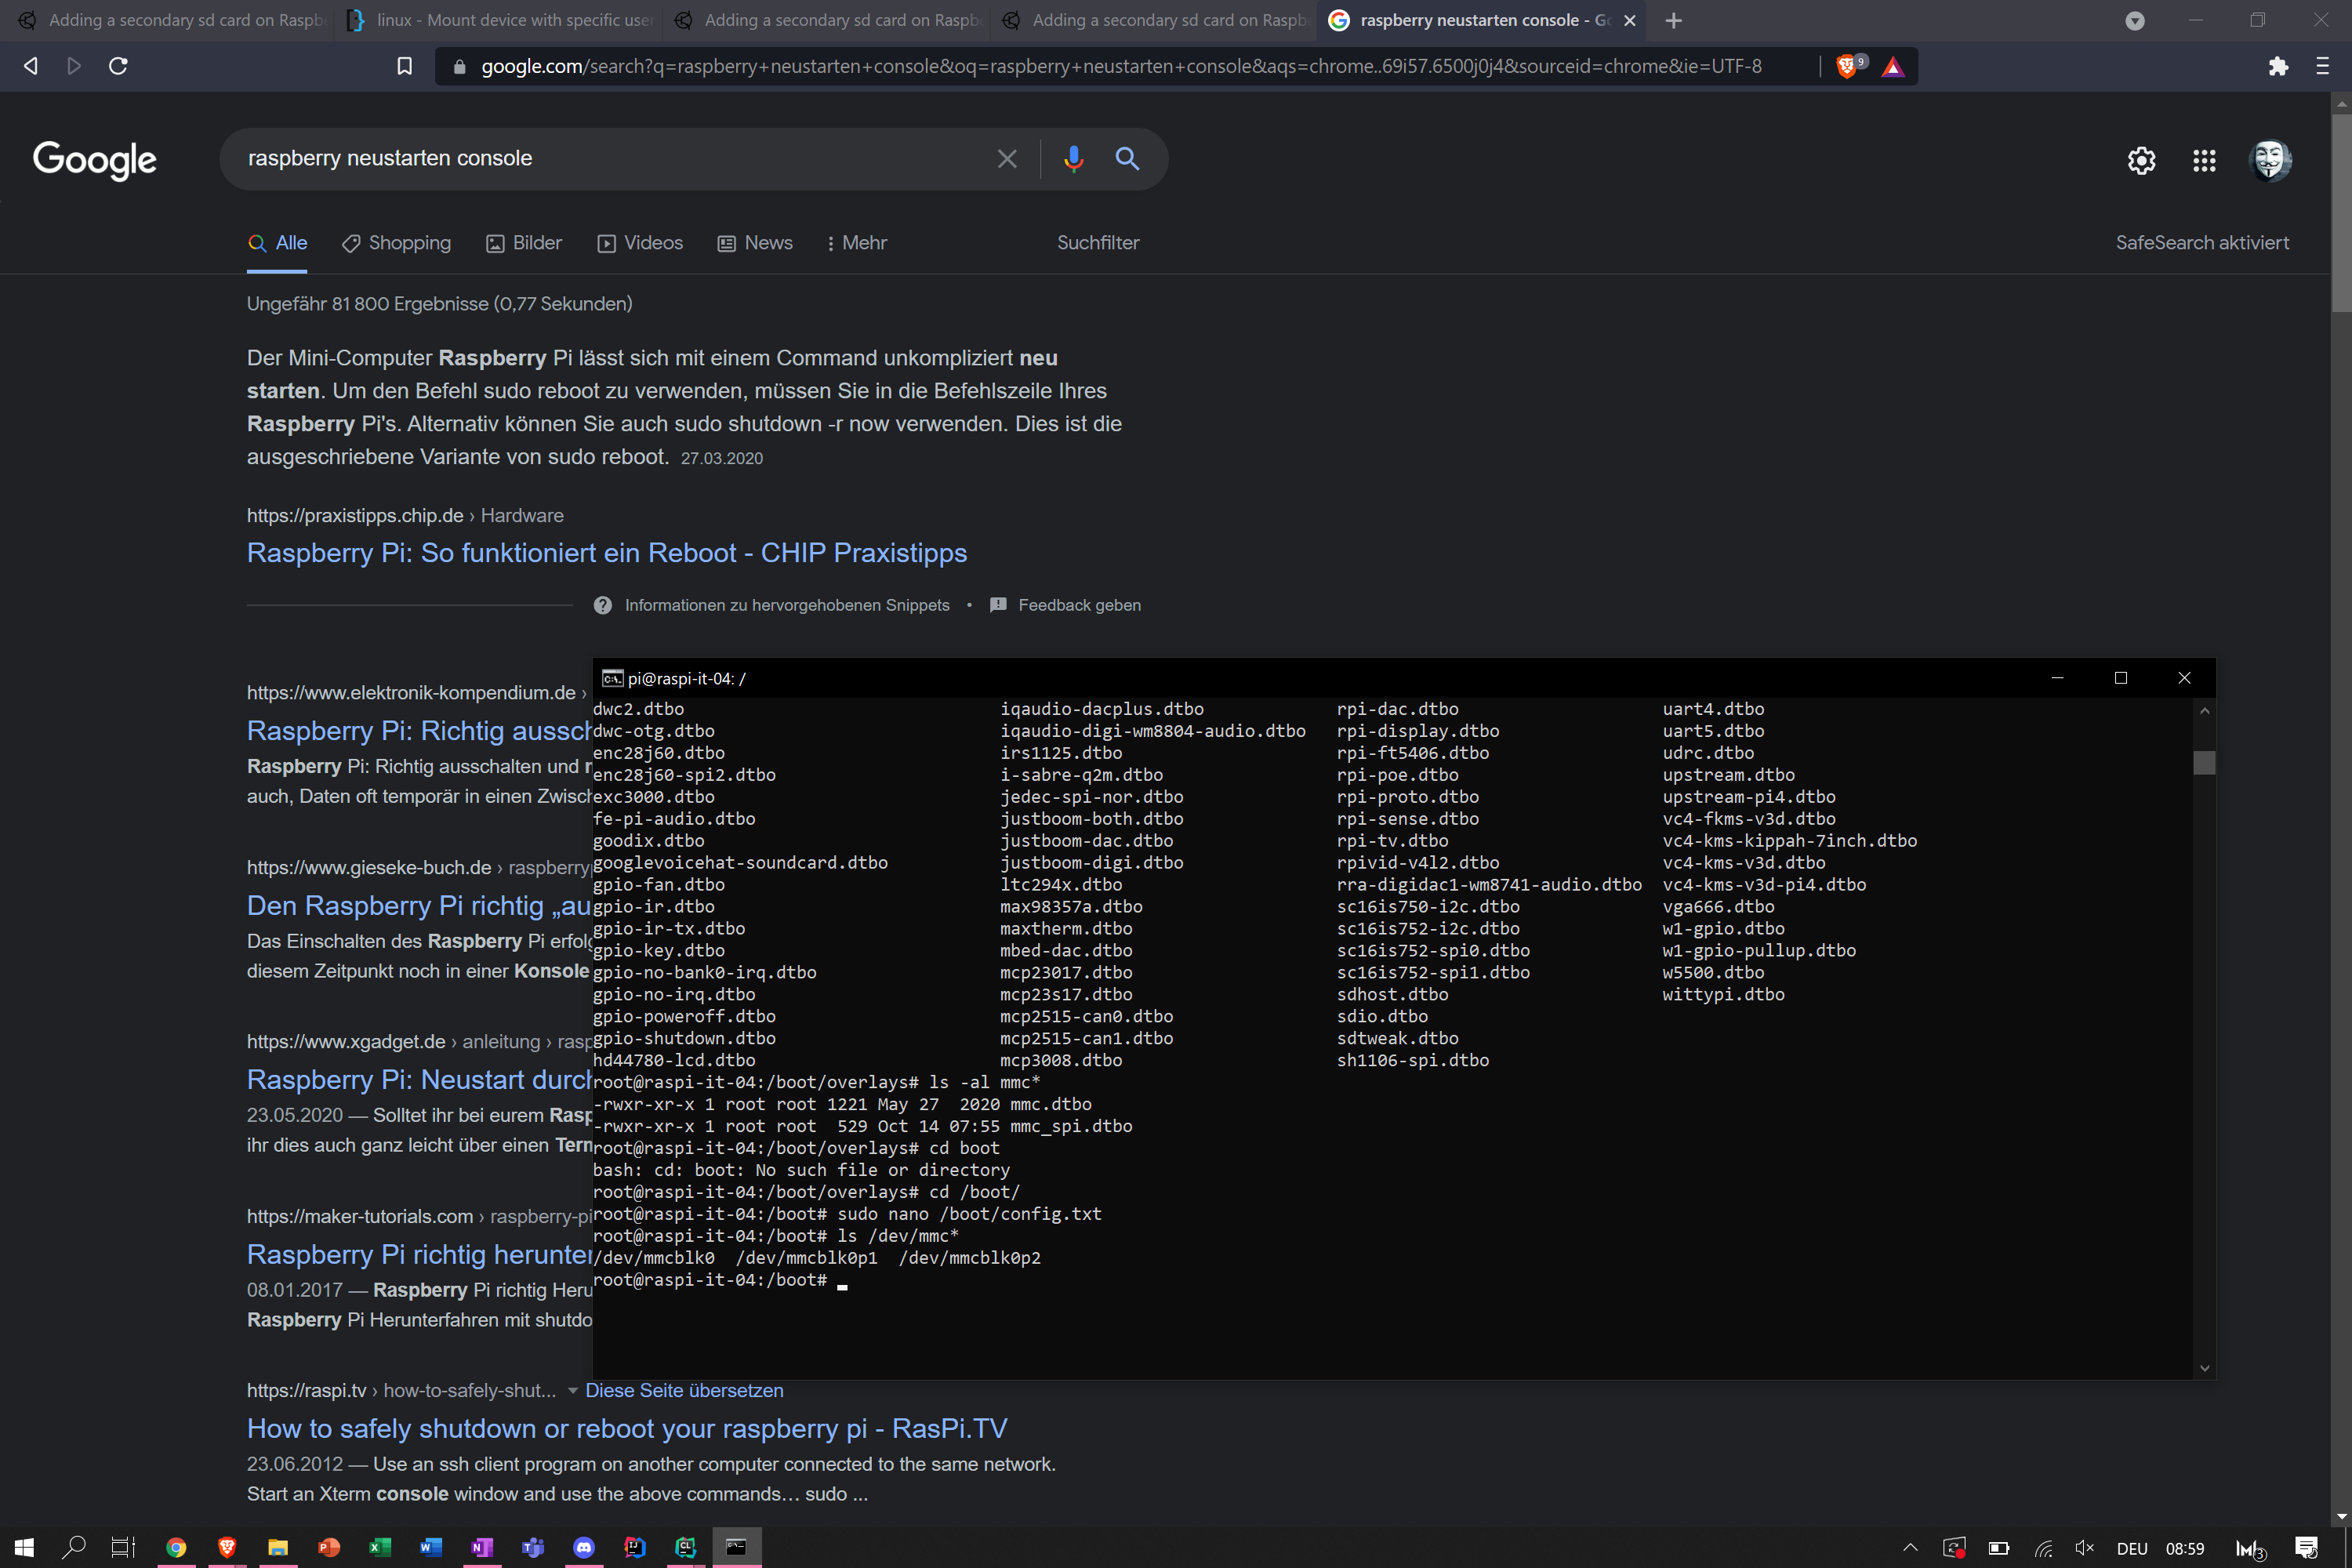 Adding a secondary sd card on Raspb
linux - Mount device with specific user
Adding a secondary sd card on Raspb
Adding a secondary sd card on Raspb
raspberry neustarten console - Go
google.com/search?q=raspberry+neustarten+console&oq=raspberry+neustarten+console&aqs=chrome..69i57.6500j0j4&sourceid=chrome&ie=UTF-8
9
Google
raspberry neustarten console
Alle
Shopping
Bilder
Videos
News
Mehr
Suchfilter
SafeSearch aktiviert
Ungefähr 81 800 Ergebnisse (0,77 Sekunden)
Der Mini-Computer Raspberry Pi lässt sich mit einem Command unkompliziert neu
starten. Um den Befehl sudo reboot zu verwenden, müssen Sie in die Befehlszeile Ihres
Raspberry Pi's. Alternativ können Sie auch sudo shutdown -r now verwenden. Dies ist die
ausgeschriebene Variante von sudo reboot. 27.03.2020
https://praxistipps.chip.de › Hardware
Raspberry Pi: So funktioniert ein Reboot - CHIP Praxistipps
Informationen zu hervorgehobenen Snippets • Feedback geben
https://www.elektronik-kompendium.de ›
Raspberry Pi: Richtig aussch
Raspberry Pi: Richtig ausschalten und n
auch, Daten oft temporär in einen Zwisch
https://www.gieseke-buch.de › raspberryp
Den Raspberry Pi richtig „au
Das Einschalten des Raspberry Pi erfolg
diesem Zeitpunkt noch in einer Konsole
https://www.xgadget.de › anleitung › rasp
Raspberry Pi: Neustart durch
23.05.2020 — Solltet ihr bei eurem Rasp
ihr dies auch ganz leicht über einen Term
https://maker-tutorials.com › raspberry-pi
Raspberry Pi richtig herunter
08.01.2017 — Raspberry Pi richtig Heru
Raspberry Pi Herunterfahren mit shutdo
https://raspi.tv › how-to-safely-shut... Diese Seite übersetzen
How to safely shutdown or reboot your raspberry pi - RasPi.TV
23.06.2012 — Use an ssh client program on another computer connected to the same network.
Start an Xterm console window and use the above commands… sudo ...
pi@raspi-it-04: /
dwc2.dtbo iqaudio-dacplus.dtbo rpi-dac.dtbo uart4.dtbo
dwc-otg.dtbo iqaudio-digi-wm8804-audio.dtbo rpi-display.dtbo uart5.dtbo
enc28j60.dtbo irs1125.dtbo rpi-ft5406.dtbo udrc.dtbo
enc28j60-spi2.dtbo i-sabre-q2m.dtbo rpi-poe.dtbo upstream.dtbo
exc3000.dtbo jedec-spi-nor.dtbo rpi-proto.dtbo upstream-pi4.dtbo
fe-pi-audio.dtbo justboom-both.dtbo rpi-sense.dtbo vc4-fkms-v3d.dtbo
goodix.dtbo justboom-dac.dtbo rpi-tv.dtbo vc4-kms-kippah-7inch.dtbo
googlevoicehat-soundcard.dtbo justboom-digi.dtbo rpivid-v4l2.dtbo vc4-kms-v3d.dtbo
gpio-fan.dtbo ltc294x.dtbo rra-digidac1-wm8741-audio.dtbo vc4-kms-v3d-pi4.dtbo
gpio-ir.dtbo max98357a.dtbo sc16is750-i2c.dtbo vga666.dtbo
gpio-ir-tx.dtbo maxtherm.dtbo sc16is752-i2c.dtbo w1-gpio.dtbo
gpio-key.dtbo mbed-dac.dtbo sc16is752-spi0.dtbo w1-gpio-pullup.dtbo
gpio-no-bank0-irq.dtbo mcp23017.dtbo sc16is752-spi1.dtbo w5500.dtbo
gpio-no-irq.dtbo mcp23s17.dtbo sdhost.dtbo wittypi.dtbo
gpio-poweroff.dtbo mcp2515-can0.dtbo sdio.dtbo
gpio-shutdown.dtbo mcp2515-can1.dtbo sdtweak.dtbo
hd44780-lcd.dtbo mcp3008.dtbo sh1106-spi.dtbo
root@raspi-it-04:/boot/overlays# ls -al mmc*
-rwxr-xr-x 1 root root 1221 May 27  2020 mmc.dtbo
-rwxr-xr-x 1 root root  529 Oct 14 07:55 mmc_spi.dtbo
root@raspi-it-04:/boot/overlays# cd boot
bash: cd: boot: No such file or directory
root@raspi-it-04:/boot/overlays# cd /boot/
root@raspi-it-04:/boot# sudo nano /boot/config.txt
root@raspi-it-04:/boot# ls /dev/mmc*
/dev/mmcblk0  /dev/mmcblk0p1  /dev/mmcblk0p2
root@raspi-it-04:/boot#
DEU 08:59